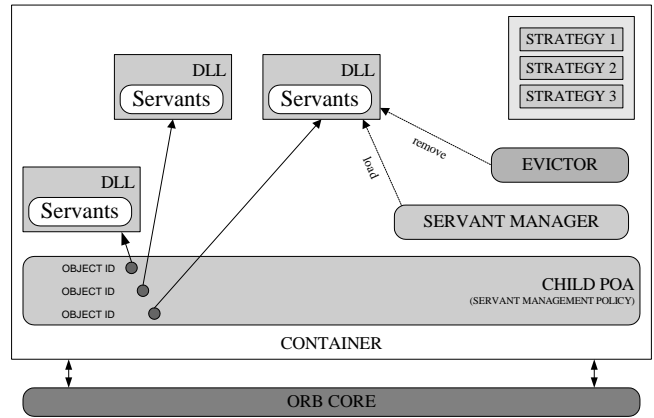 STRATEGY 1
STRATEGY 2
STRATEGY 3
DLL
Servants
DLL
Servants
remove
load
EVICTOR
DLL
Servants
SERVANT MANAGER
OBJECT ID
OBJECT ID
OBJECT ID
CHILD POA
(SERVANT MANAGEMENT POLICY)
CONTAINER
ORB CORE